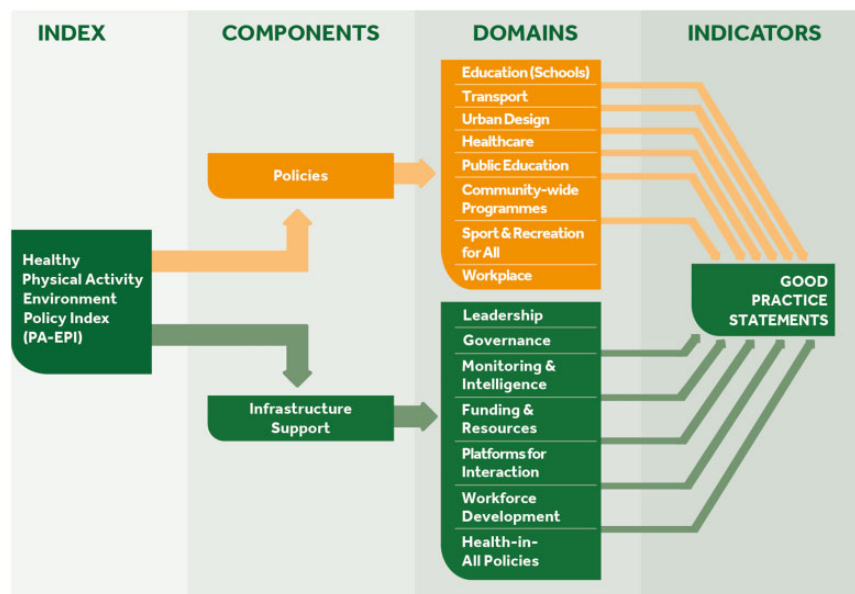 INDEX
COMPONENTS
DOMAINS
INDICATORS
Healthy
Physical Activity
Environment
Policy Index
(PA-EPI)
Policies
Infrastructure
Support
Education (Schools)
Transport
Urban Design
Healthcare
Public Education
Community-wide
Programmes
Sport & Recreation
for All
Workplace
Leadership
Governance
Monitoring &
Intelligence
Funding &
Resources
Platforms for
Interaction
Workforce
Development
Health-in-
All Policies
GOOD
PRACTICE
STATEMENTS